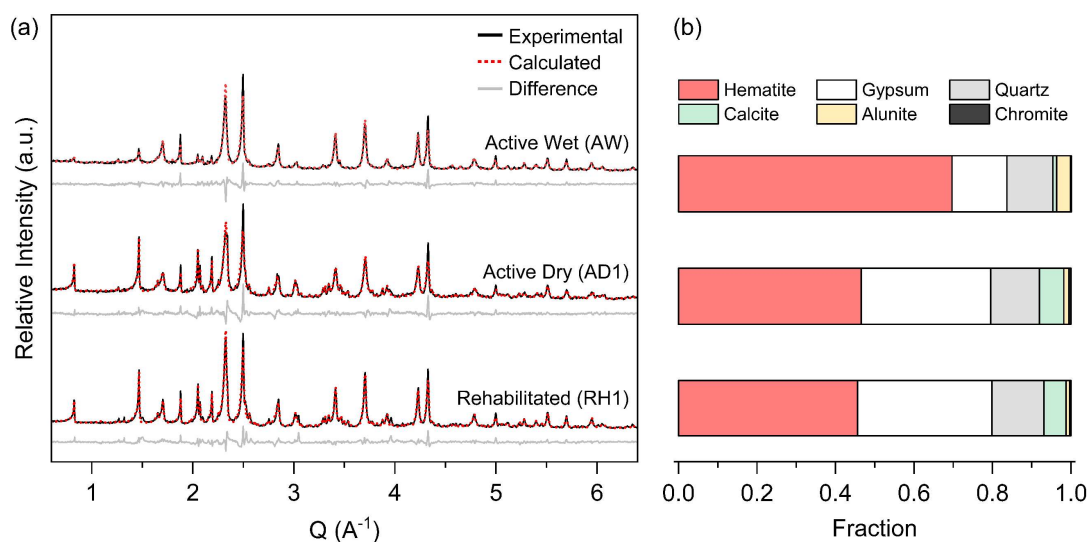 (a)
Experimental
Calculated
Difference
Active Wet (AW)
Active Dry (AD1)
Rehabilitated (RH1)
Relative Intensity (a.u.)
1 2 3 4 5 6
Q (A⁻¹)
(b)
Hematite Gypsum Quartz
Calcite Alunite Chromite
0.0 0.2 0.4 0.6 0.8 1.0
Fraction